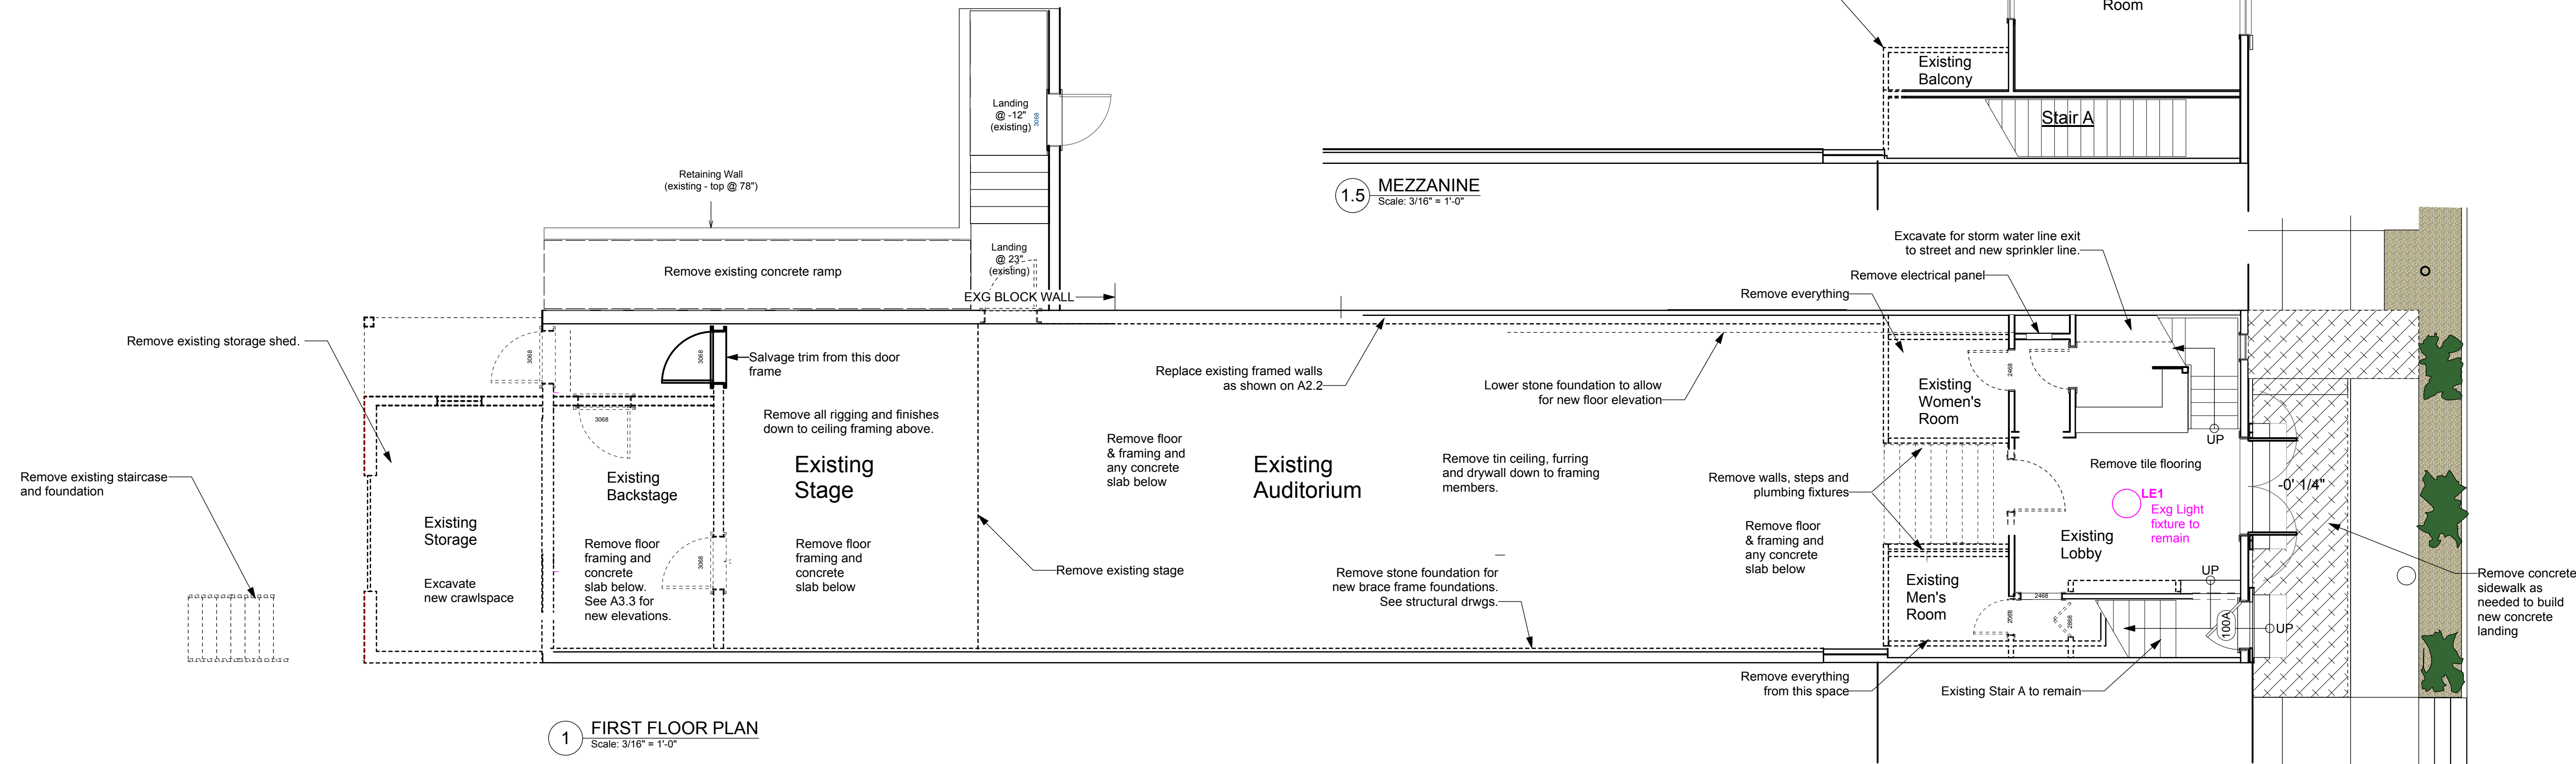 Room
Existing
Balcony
Stair A
1.5
MEZZANINE
Scale: 3/16" = 1'-0"
Landing
@ -12"
(existing)
3068
Retaining Wall
(existing - top @ 78")
Remove existing concrete ramp
Landing
@ 23"
(existing)
EXG BLOCK WALL
Excavate for storm water line exit
to street and new sprinkler line.
Remove electrical panel
Remove everything
Remove existing storage shed.
3068
3068
Salvage trim from this door
frame
Replace existing framed walls
as shown on A2.2
Lower stone foundation to allow
for new floor elevation
2468
Existing
Women's
Room
3068
Remove all rigging and finishes
down to ceiling framing above.
Remove floor
& framing and
any concrete
slab below
Existing
Stage
Existing
Auditorium
Remove tin ceiling, furring
and drywall down to framing
members.
Remove walls, steps and
plumbing fixtures
UP
Remove tile flooring
-0' 1/4"
LE1
Exg Light
fixture to
remain
Remove existing staircase
and foundation
Existing
Backstage
Existing
Storage
Excavate
new crawlspace
Remove floor
framing and
concrete
slab below.
See A3.3 for
new elevations.
3068
Remove floor
framing and
concrete
slab below
Remove existing stage
Remove stone foundation for
new brace frame foundations.
See structural drwgs.
Remove floor
& framing and
any concrete
slab below
Existing
Lobby
Existing
Men's
Room
UP
2468
2068
2868
100A
UP
Remove concrete
sidewalk as
needed to build
new concrete
landing
Remove everything
from this space
Existing Stair A to remain
1
FIRST FLOOR PLAN
Scale: 3/16" = 1'-0"